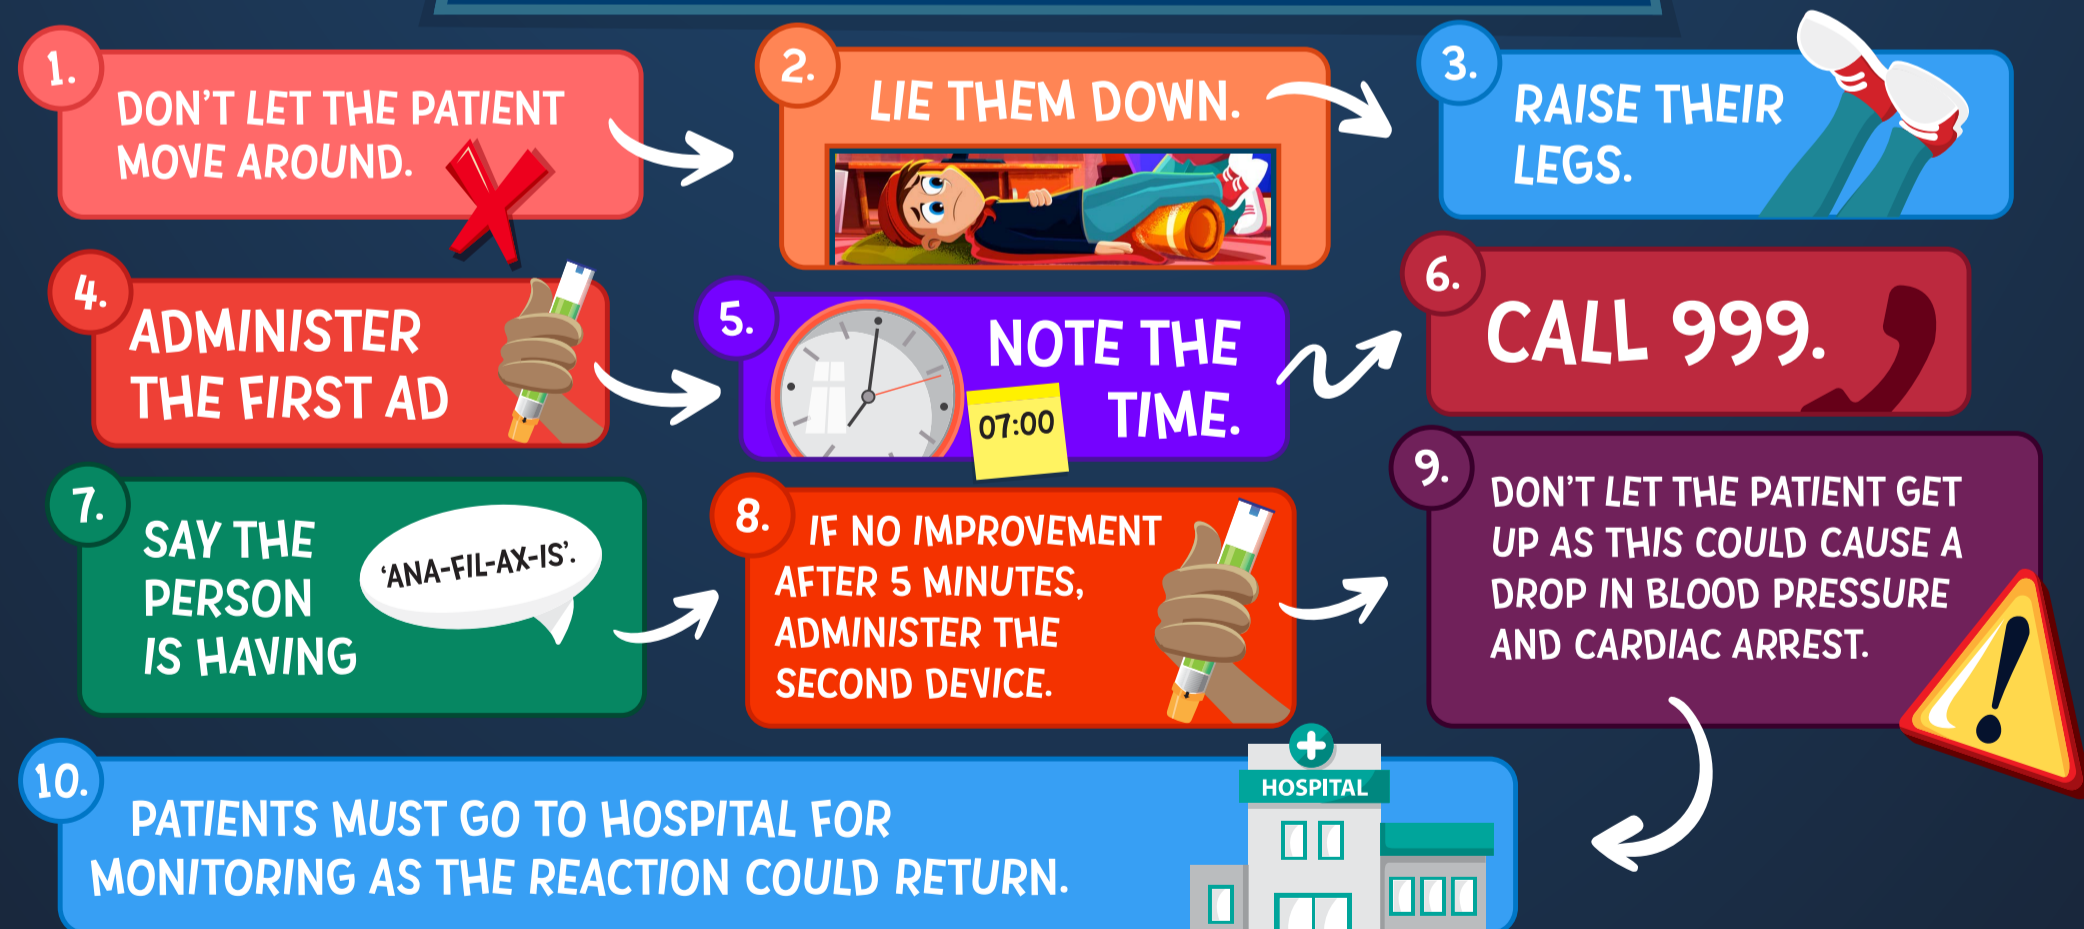 1.
DON'T LET THE PATIENT
MOVE AROUND.
2.
LIE THEM DOWN.
3.
RAISE THEIR
LEGS.
4.
ADMINISTER
THE FIRST AD
5.
NOTE THE
TIME.
07:00
6.
CALL 999.
7.
SAY THE
PERSON
IS HAVING
'ANA-FIL-AX-IS'.
8.
IF NO IMPROVEMENT
AFTER 5 MINUTES,
ADMINISTER THE
SECOND DEVICE.
9.
DON'T LET THE PATIENT GET
UP AS THIS COULD CAUSE A
DROP IN BLOOD PRESSURE
AND CARDIAC ARREST.
10.
PATIENTS MUST GO TO HOSPITAL FOR
MONITORING AS THE REACTION COULD RETURN.
HOSPITAL